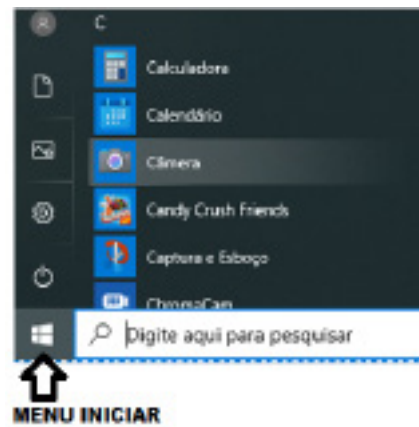 C
Calculadora
Calendário
Câmera
Candy Crush Friends
Captura e Esboço
ChromaCam
Digite aqui para pesquisar
MENU INICIAR